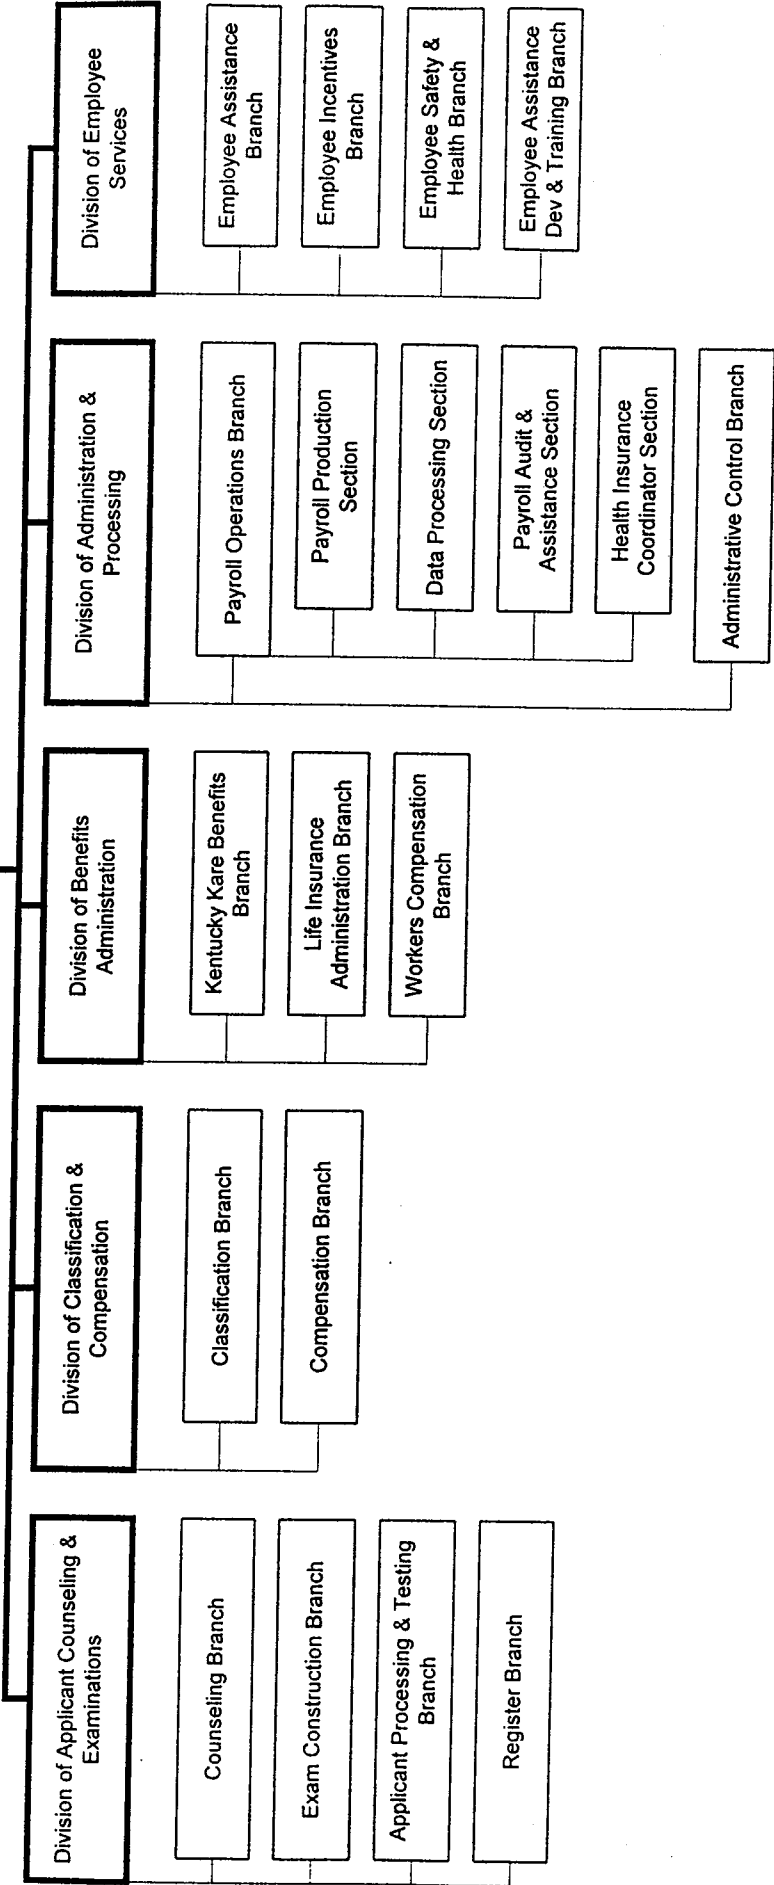 Division of Applicant Counseling &
Examinations
Counseling Branch
Exam Construction Branch
Applicant Processing & Testing
Branch
Register Branch
Division of Classification &
Compensation
Classification Branch
Compensation Branch
Division of Benefits
Administration
Kentucky Kare Benefits
Branch
Life Insurance
Administration Branch
Workers Compensation
Branch
Division of Administration &
Processing
Payroll Operations Branch
Payroll Production
Section
Data Processing Section
Payroll Audit &
Assistance Section
Health Insurance
Coordinator Section
Administrative Control Branch
Division of Employee
Services
Employee Assistance
Branch
Employee Incentives
Branch
Employee Safety &
Health Branch
Employee Assistance
Dev & Training Branch